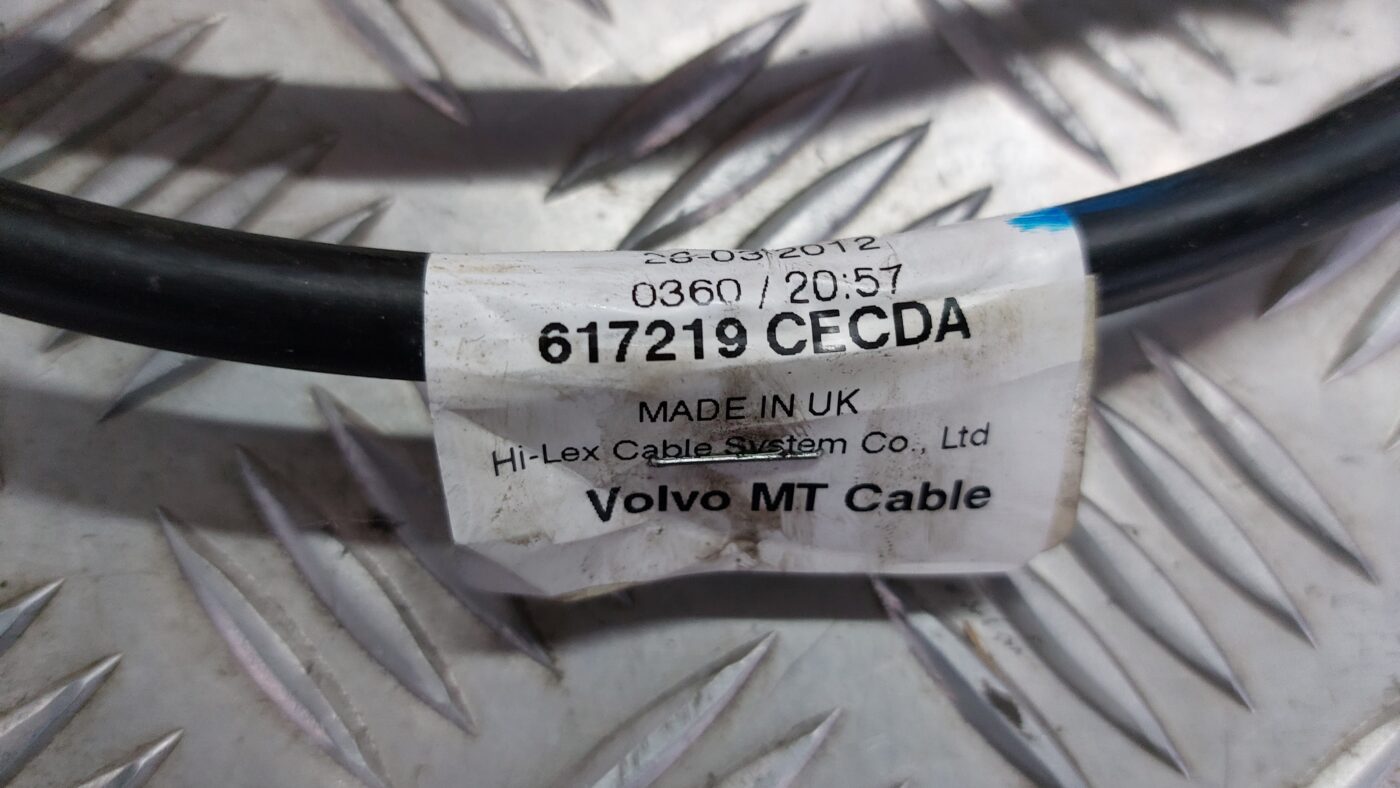 26-03-2012
0360 / 20:57
617219 CECDA
MADE IN UK
Hi-Lex Cable System Co., Ltd
Volvo MT Cable